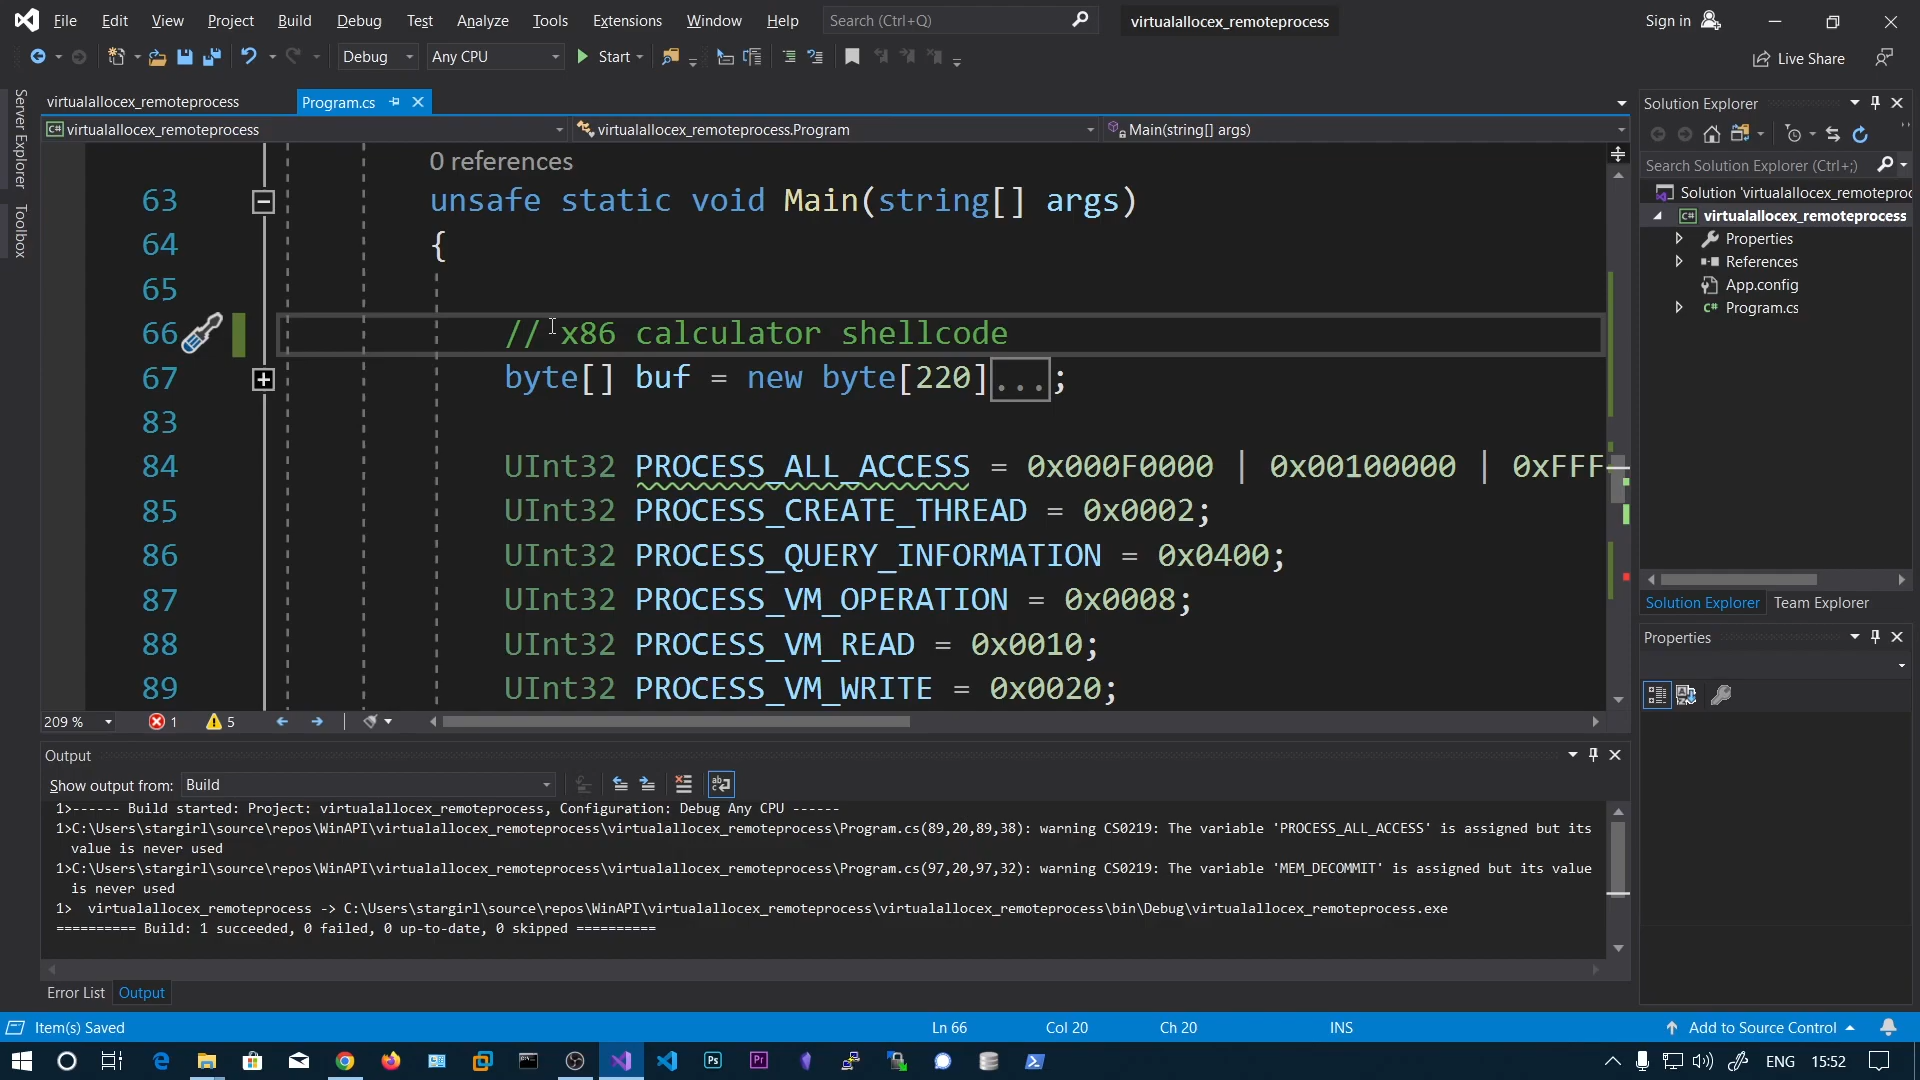 File Edit View Project Build Debug Test Analyze Tools Extensions Window Help Search (Ctrl+Q) virtualallocex_remoteprocess Sign in
Debug Any CPU Start Live Share
Server Explorer
Toolbox
virtualallocex_remoteprocess Program.cs
virtualallocex_remoteprocess virtualallocex_remoteprocess.Program Main(string[] args)
0 references
63 unsafe static void Main(string[] args)
64 {
65
66 // x86 calculator shellcode
67 byte[] buf = new byte[220]...;
83
84 UInt32 PROCESS_ALL_ACCESS = 0x000F0000 | 0x00100000 | 0xFFF
85 UInt32 PROCESS_CREATE_THREAD = 0x0002;
86 UInt32 PROCESS_QUERY_INFORMATION = 0x0400;
87 UInt32 PROCESS_VM_OPERATION = 0x0008;
88 UInt32 PROCESS_VM_READ = 0x0010;
89 UInt32 PROCESS_VM_WRITE = 0x0020;
209 % 1 5
Output
Show output from: Build
1>------ Build started: Project: virtualallocex_remoteprocess, Configuration: Debug Any CPU ------
1>C:\Users\stargirl\source\repos\WinAPI\virtualallocex_remoteprocess\virtualallocex_remoteprocess\Program.cs(89,20,89,38): warning CS0219: The variable 'PROCESS_ALL_ACCESS' is assigned but its
value is never used
1>C:\Users\stargirl\source\repos\WinAPI\virtualallocex_remoteprocess\virtualallocex_remoteprocess\Program.cs(97,20,97,32): warning CS0219: The variable 'MEM_DECOMMIT' is assigned but its value
is never used
1>  virtualallocex_remoteprocess -> C:\Users\stargirl\source\repos\WinAPI\virtualallocex_remoteprocess\virtualallocex_remoteprocess\bin\Debug\virtualallocex_remoteprocess.exe
========== Build: 1 succeeded, 0 failed, 0 up-to-date, 0 skipped ==========
Error List Output
Solution Explorer
Search Solution Explorer (Ctrl+;)
Solution 'virtualallocex_remoteproc
virtualallocex_remoteprocess
Properties
References
App.config
Program.cs
Solution Explorer Team Explorer
Properties
Item(s) Saved Ln 66 Col 20 Ch 20 INS Add to Source Control
Ps Pr ENG 15:52